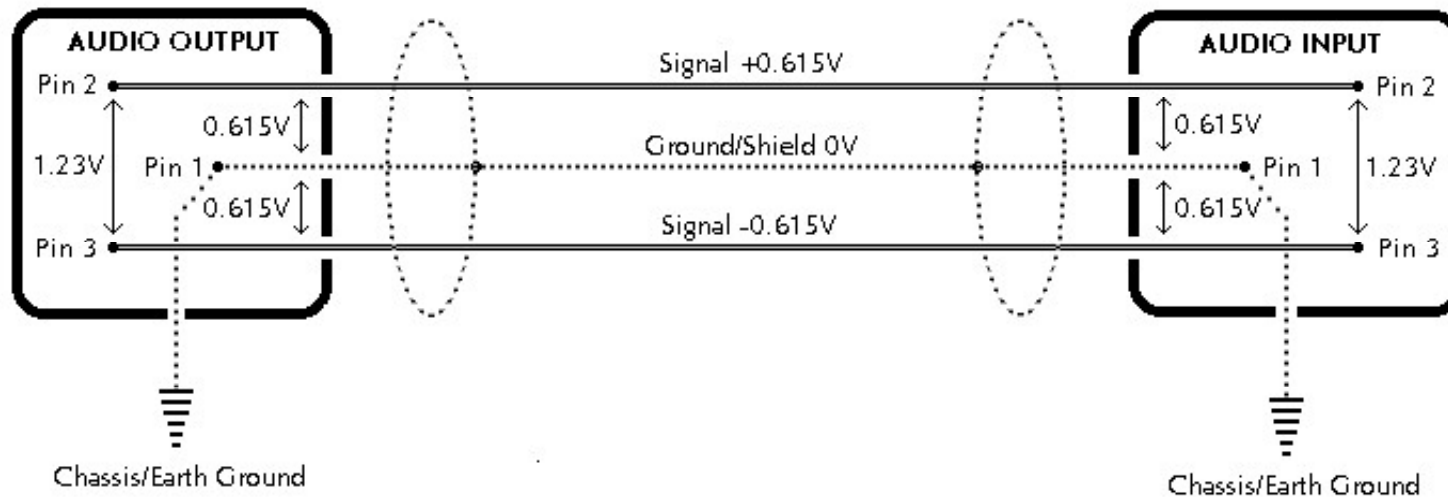 AUDIO OUTPUT
AUDIO INPUT
Signal +0.615V
Pin 2
Pin 2
0.615V
0.615V
Ground/Shield 0V
1.23V
Pin 1
Pin 1
1.23V
0.615V
0.615V
Signal -0.615V
Pin 3
Pin 3
Chassis/Earth Ground
Chassis/Earth Ground